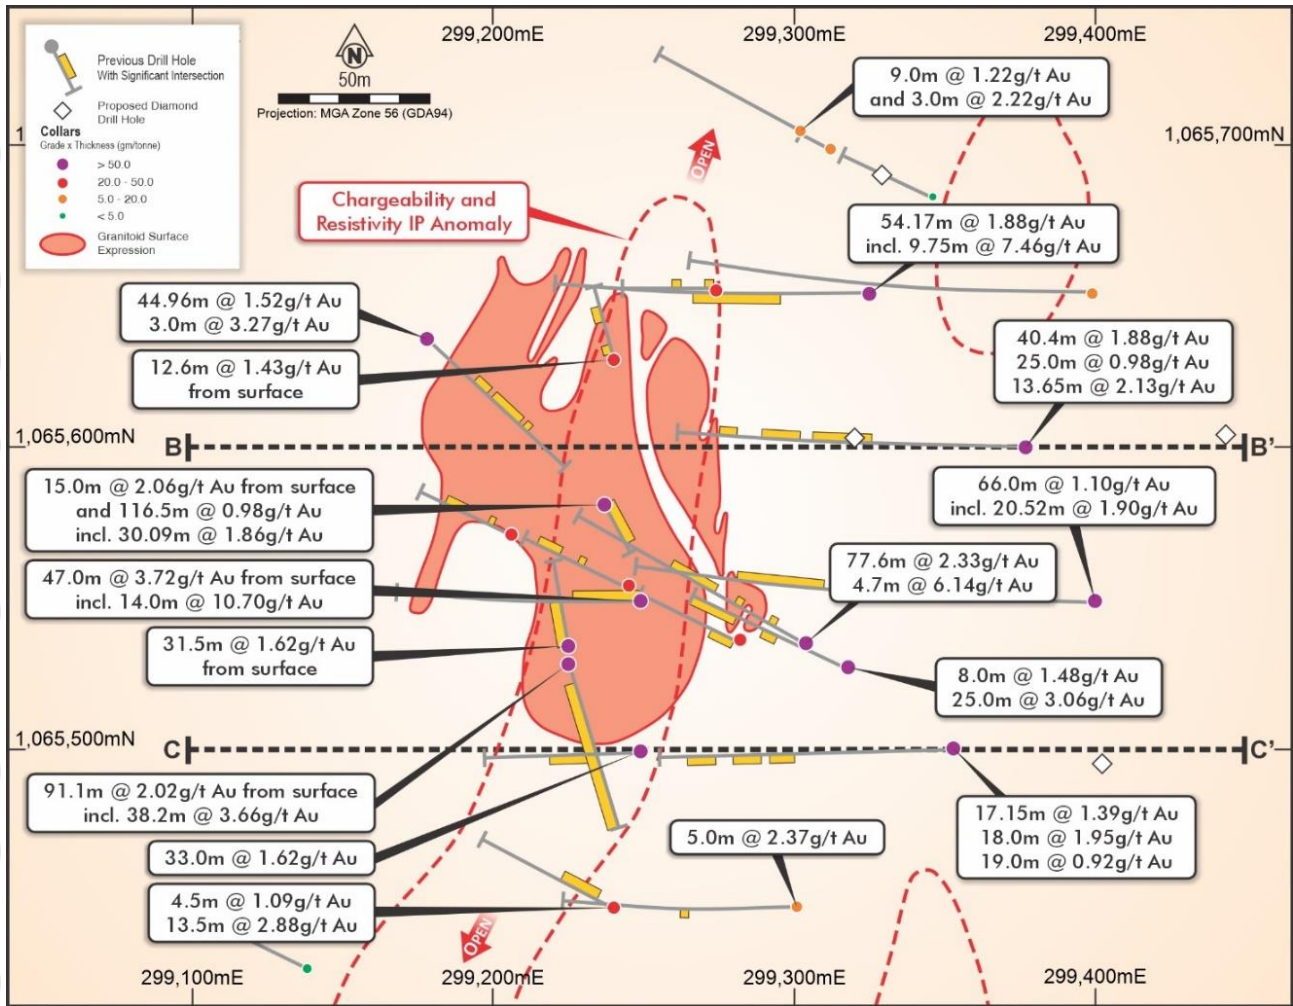 299,200mE
299,300mE
299,400mE
Previous Drill Hole
With Significant Intersection
Proposed Diamond
Drill Hole
Collars
Grade x Thickness (gm/tonne)
> 50.0
20.0 - 50.0
5.0 - 20.0
< 5.0
Granitoid Surface
Expression
N
50m
Projection: MGA Zone 56 (GDA94)
9.0m @ 1.22g/t Au
and 3.0m @ 2.22g/t Au
1
1,065,700mN
OPEN
Chargeability and
Resistivity IP Anomaly
54.17m @ 1.88g/t Au
incl. 9.75m @ 7.46g/t Au
44.96m @ 1.52g/t Au
3.0m @ 3.27g/t Au
12.6m @ 1.43g/t Au
from surface
40.4m @ 1.88g/t Au
25.0m @ 0.98g/t Au
13.65m @ 2.13g/t Au
1,065,600mN
B
B'
15.0m @ 2.06g/t Au from surface
and 116.5m @ 0.98g/t Au
incl. 30.09m @ 1.86g/t Au
66.0m @ 1.10g/t Au
incl. 20.52m @ 1.90g/t Au
47.0m @ 3.72g/t Au from surface
incl. 14.0m @ 10.70g/t Au
77.6m @ 2.33g/t Au
4.7m @ 6.14g/t Au
31.5m @ 1.62g/t Au
from surface
8.0m @ 1.48g/t Au
25.0m @ 3.06g/t Au
1,065,500mN
C
C'
91.1m @ 2.02g/t Au from surface
incl. 38.2m @ 3.66g/t Au
17.15m @ 1.39g/t Au
18.0m @ 1.95g/t Au
19.0m @ 0.92g/t Au
33.0m @ 1.62g/t Au
5.0m @ 2.37g/t Au
4.5m @ 1.09g/t Au
13.5m @ 2.88g/t Au
OPEN
299,100mE
299,200mE
299,300mE
299,400mE